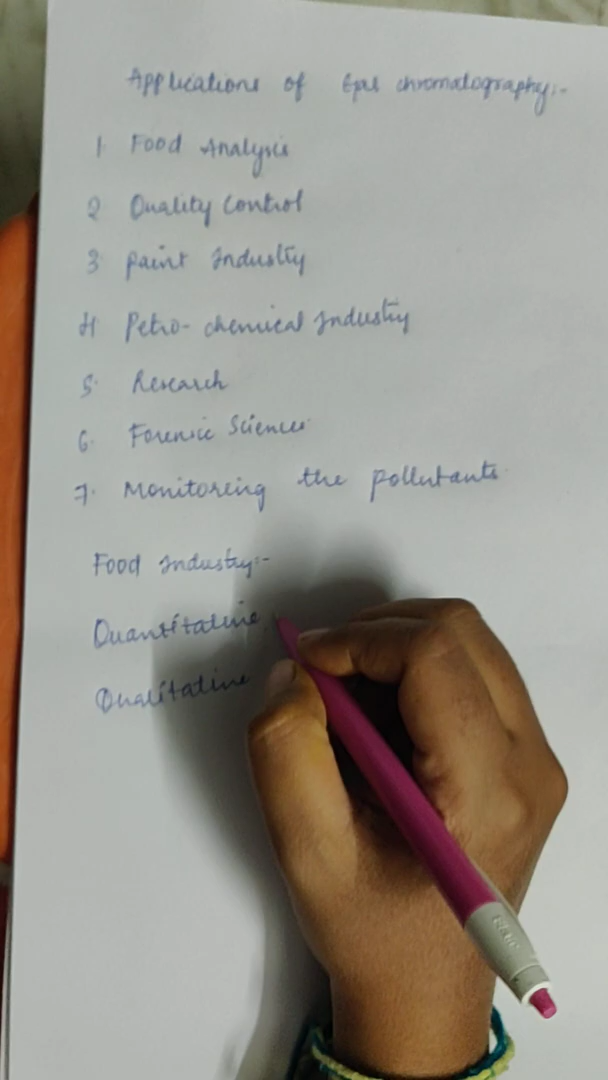 Applications of Gas chromatography:-
1. Food Analysis
2 Quality Control
3 paint Industry
4 Petro-chemical Industry
5. Research
6. Forensic Sciences
7. Monitoring the pollutants
Food Industry:-
Quantitative
Qualitative